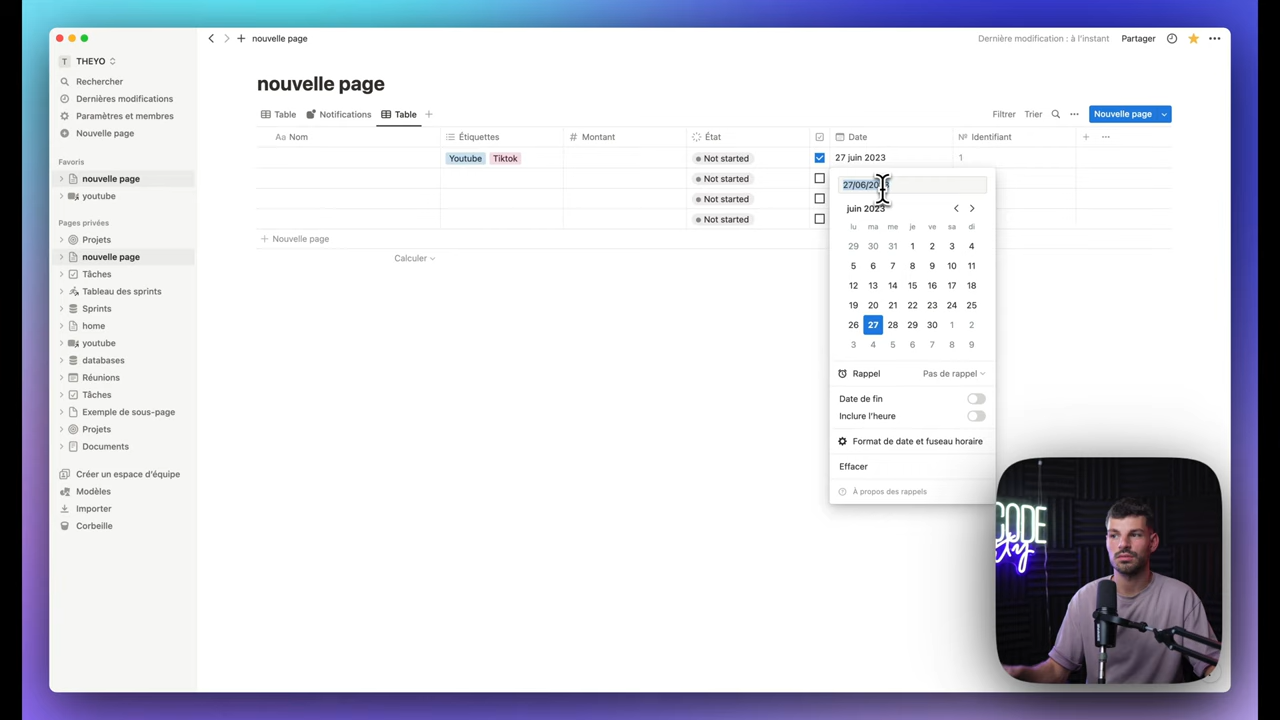 nouvelle page
Dernière modification : à l'instant
Partager
T THEYO
Rechercher
Dernières modifications
Paramètres et membres
Nouvelle page
Favoris
nouvelle page
youtube
Pages privées
Projets
nouvelle page
Tâches
Tableau des sprints
Sprints
home
youtube
databases
Réunions
Tâches
Exemple de sous-page
Projets
Documents
Créer un espace d'équipe
Modèles
Importer
Corbeille
nouvelle page
Table Notifications Table
Filtrer Trier Nouvelle page
Aa Nom Étiquettes # Montant État Date Nº Identifiant
Youtube Tiktok Not started 27 juin 2023 1
Not started
Not started
Not started
Nouvelle page
Calculer
27/06/20
juin 2023
lu ma me je ve sa di
29 30 31 1 2 3 4
5 6 7 8 9 10 11
12 13 14 15 16 17 18
19 20 21 22 23 24 25
26 27 28 29 30 1 2
3 4 5 6 7 8 9
Rappel Pas de rappel
Date de fin
Inclure l'heure
Format de date et fuseau horaire
Effacer
À propos des rappels
CODE
ty